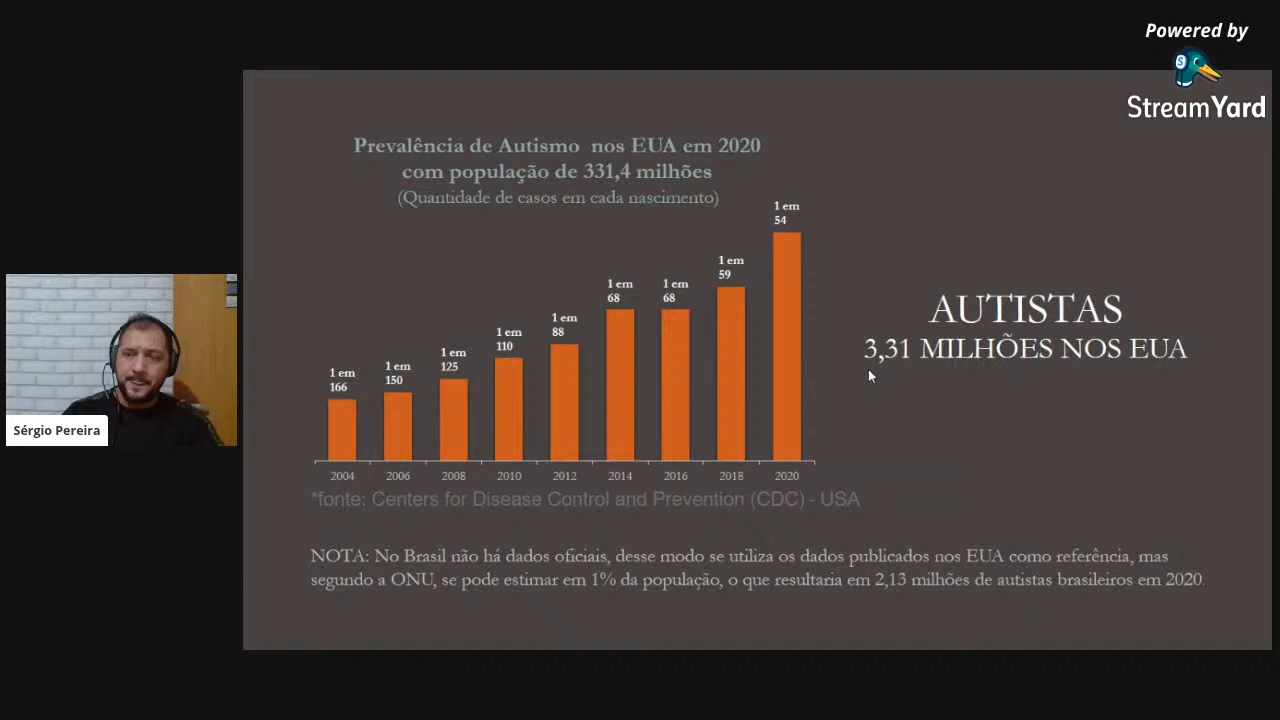 Powered by
StreamYard
Prevalência de Autismo nos EUA em 2020
com população de 331,4 milhões
(Quantidade de casos em cada nascimento)
1 em
166
1 em
150
1 em
125
1 em
110
1 em
88
1 em
68
1 em
68
1 em
59
1 em
54
2004
2006
2008
2010
2012
2014
2016
2018
2020
*fonte: Centers for Disease Control and Prevention (CDC) - USA
AUTISTAS
3,31 MILHÕES NOS EUA
Sérgio Pereira
NOTA: No Brasil não há dados oficiais, desse modo se utiliza os dados publicados nos EUA como referência, mas
segundo a ONU, se pode estimar em 1% da população, o que resultaria em 2,13 milhões de autistas brasileiros em 2020